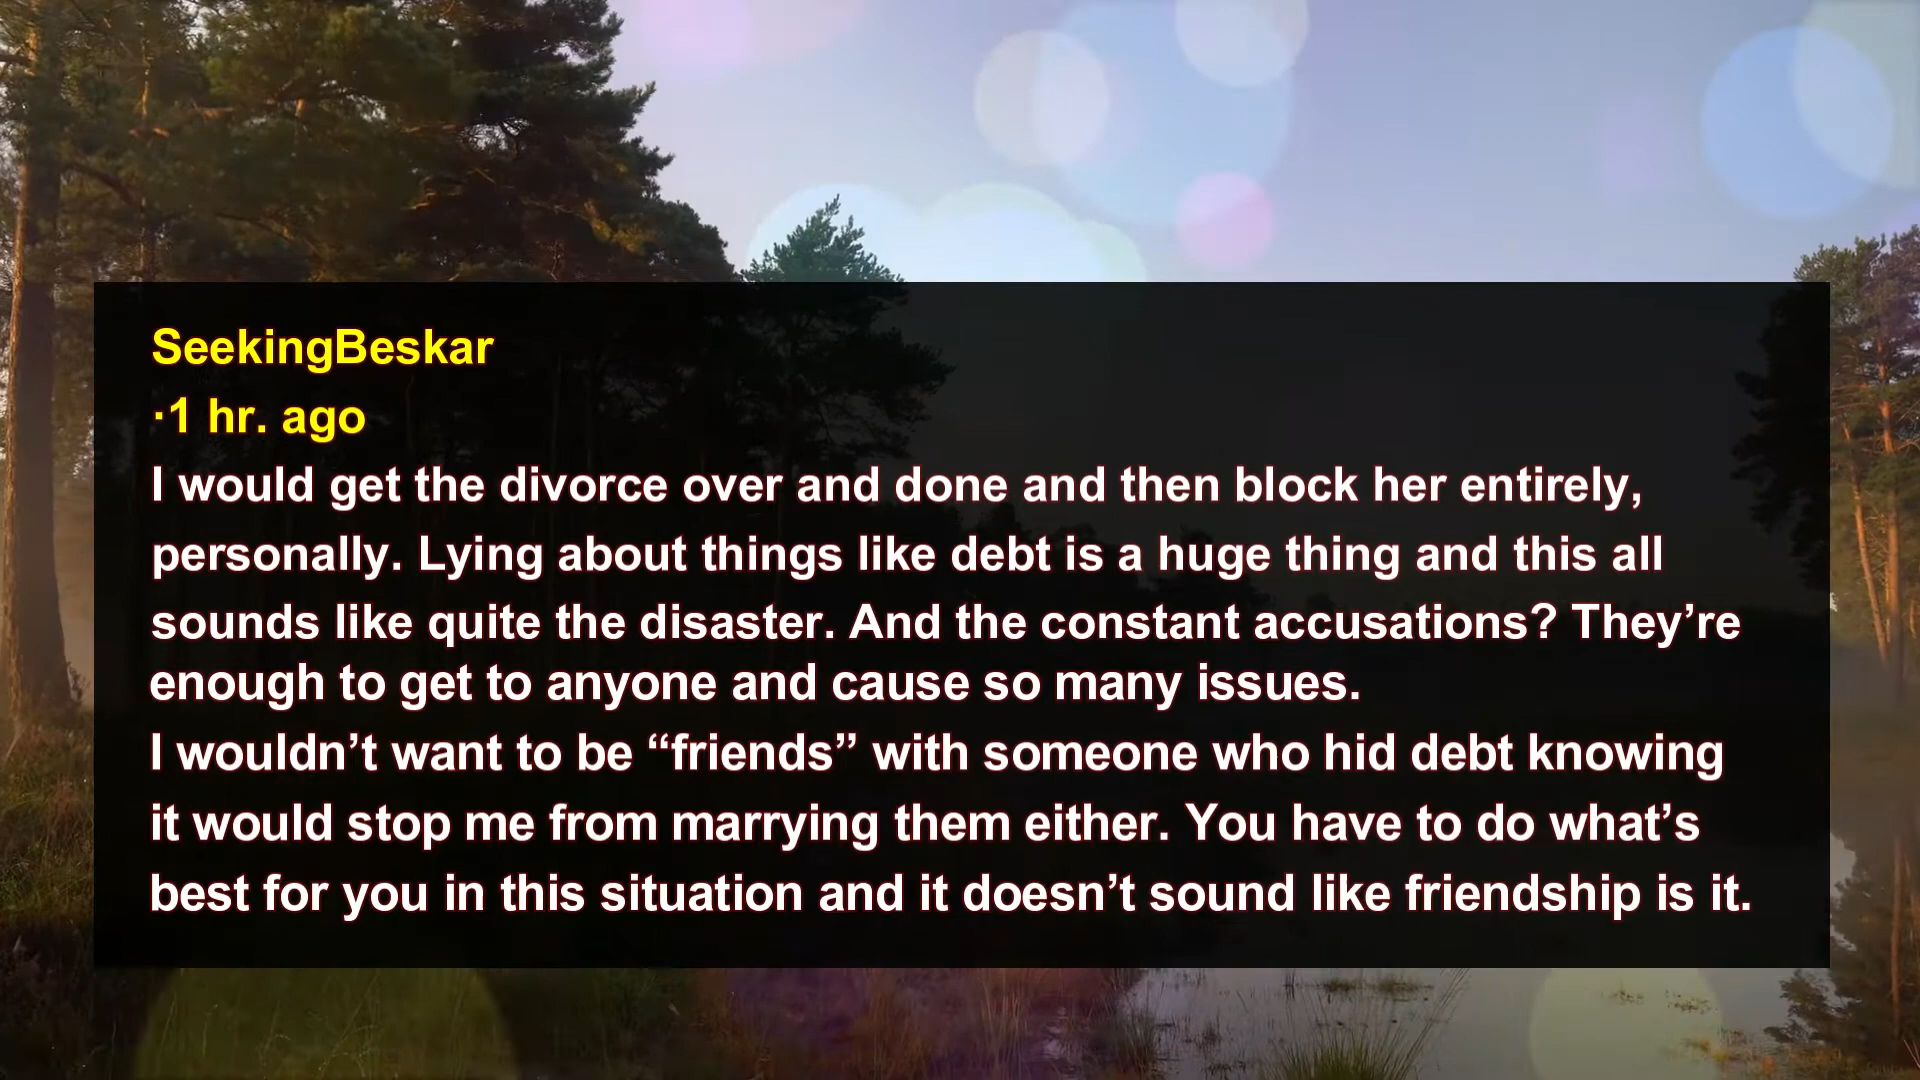 SeekingBeskar
·1 hr. ago
I would get the divorce over and done and then block her entirely,
personally. Lying about things like debt is a huge thing and this all
sounds like quite the disaster. And the constant accusations? They’re
enough to get to anyone and cause so many issues.
I wouldn’t want to be “friends” with someone who hid debt knowing
it would stop me from marrying them either. You have to do what’s
best for you in this situation and it doesn’t sound like friendship is it.